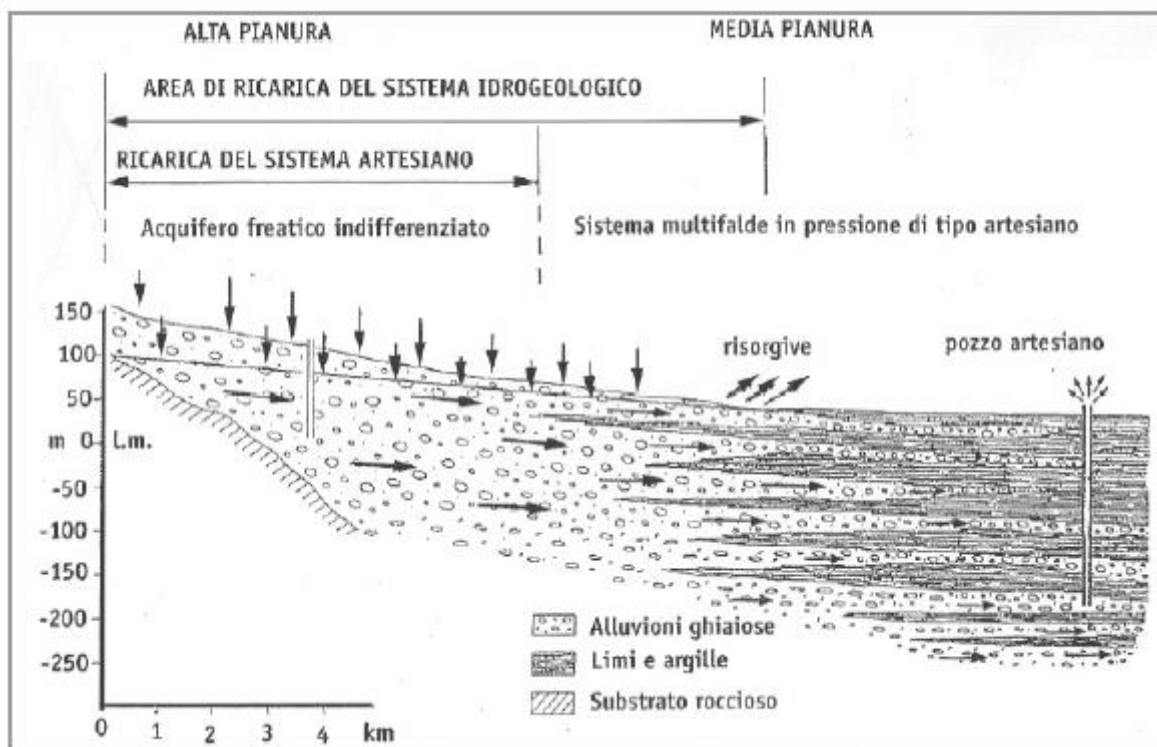 ALTA PIANURA
MEDIA PIANURA
AREA DI RICARICA DEL SISTEMA IDROGEOLOGICO
RICARICA DEL SISTEMA ARTESIANO
Acquifero freatico indifferenziato
Sistema multifalde in pressione di tipo artesiano
150
risorgive
pozzo artesiano
100
50
m 0 L.m.
-50
-100
-150
-200
-250
Alluvioni ghiaiose
Limi e argille
Substrato roccioso
0 1 2 3 4 km